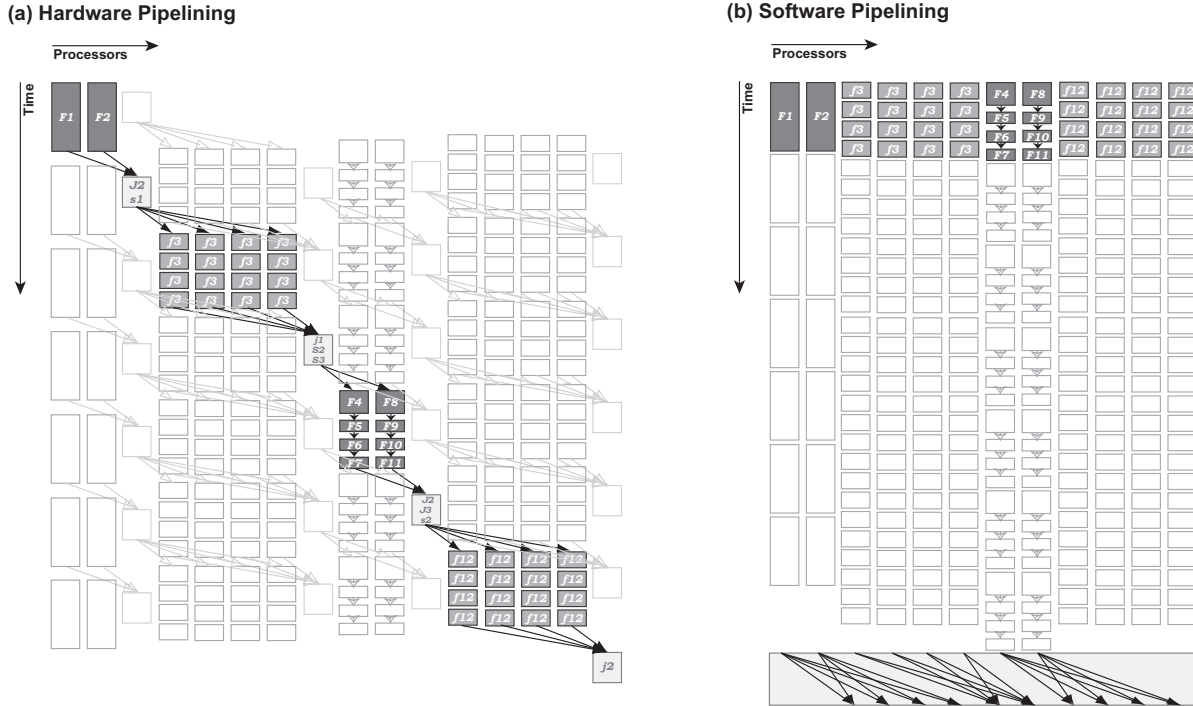 (a) Hardware Pipelining
Processors
Time
F1 F2
J2
s1
f3 f3 f3 f3
f3 f3 f3 f3
f3 f3 f3 f3
f3 f3 f3 f3
j1
S2
S3
F4 F8
F5 F9
F6 F10
F7 F11
J2
J3
s2
f12 f12 f12 f12
f12 f12 f12 f12
f12 f12 f12 f12
f12 f12 f12 f12
j2
(b) Software Pipelining
Processors
Time
F1 F2 f3 f3 f3 f3 F4 F8 f12 f12 f12 f12
f3 f3 f3 f3 F5 F9 f12 f12 f12 f12
f3 f3 f3 f3 F6 F10 f12 f12 f12 f12
f3 f3 f3 f3 F7 F11 f12 f12 f12 f12